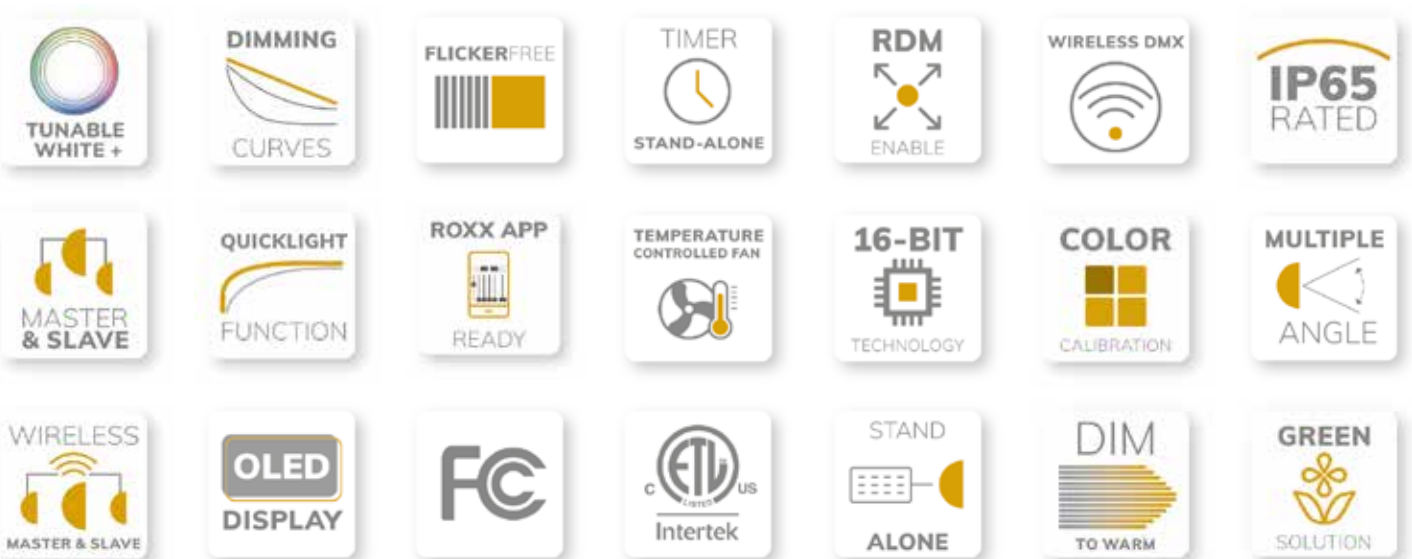 TUNABLE
WHITE +
DIMMING
CURVES
FLICKERFREE
TIMER
STAND-ALONE
RDM
ENABLE
WIRELESS DMX
IP65
RATED
MASTER
& SLAVE
QUICKLIGHT
FUNCTION
ROXX APP
READY
TEMPERATURE
CONTROLLED FAN
16-BIT
TECHNOLOGY
COLOR
CALIBRATION
MULTIPLE
ANGLE
WIRELESS
MASTER & SLAVE
OLED
DISPLAY
FC
ETL
LISTED
C US
Intertek
STAND
ALONE
DIM
TO WARM
GREEN
SOLUTION